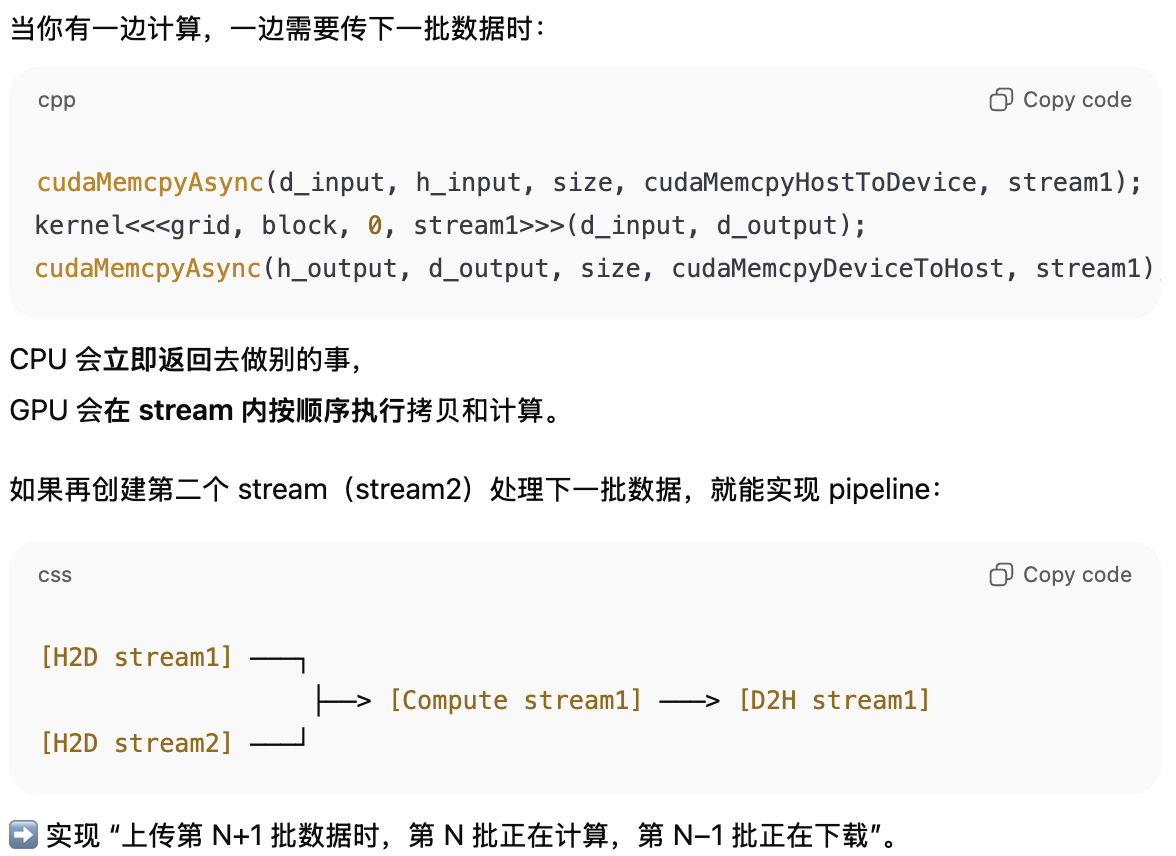 当你有一边计算，一边需要传下一批数据时：
cpp
Copy code
cudaMemcpyAsync(d_input, h_input, size, cudaMemcpyHostToDevice, stream1);
kernel<<<grid, block, 0, stream1>>>(d_input, d_output);
cudaMemcpyAsync(h_output, d_output, size, cudaMemcpyDeviceToHost, stream1)
CPU 会立即返回去做别的事，
GPU 会在 stream 内按顺序执行拷贝和计算。
如果再创建第二个 stream（stream2）处理下一批数据，就能实现 pipeline：
css
Copy code
[H2D stream1] ───┐
├──> [Compute stream1] ───> [D2H stream1]
[H2D stream2] ───┘
➡️ 实现 “上传第 N+1 批数据时，第 N 批正在计算，第 N–1 批正在下载”。